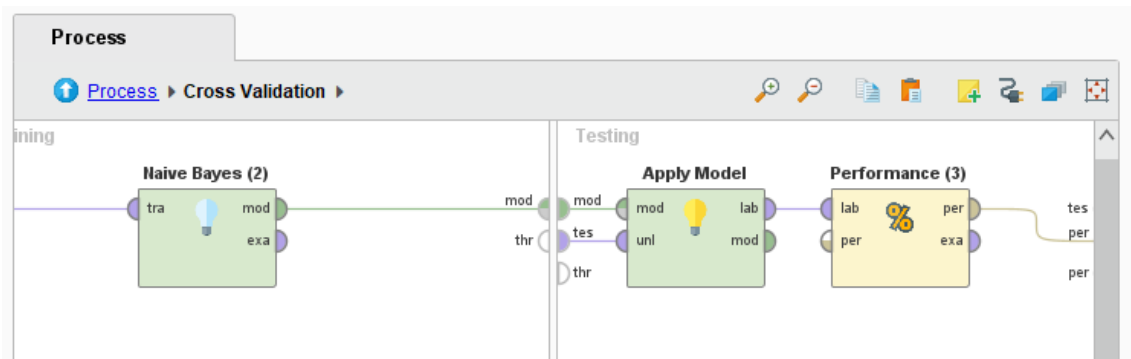 Process
Process ▸ Cross Validation ▸
ining
Testing
Naive Bayes (2)
Apply Model
Performance (3)
tra
mod
exa
mod
thr
mod
tes
thr
mod
unl
lab
mod
lab
per
%
per
exa
tes
per
per